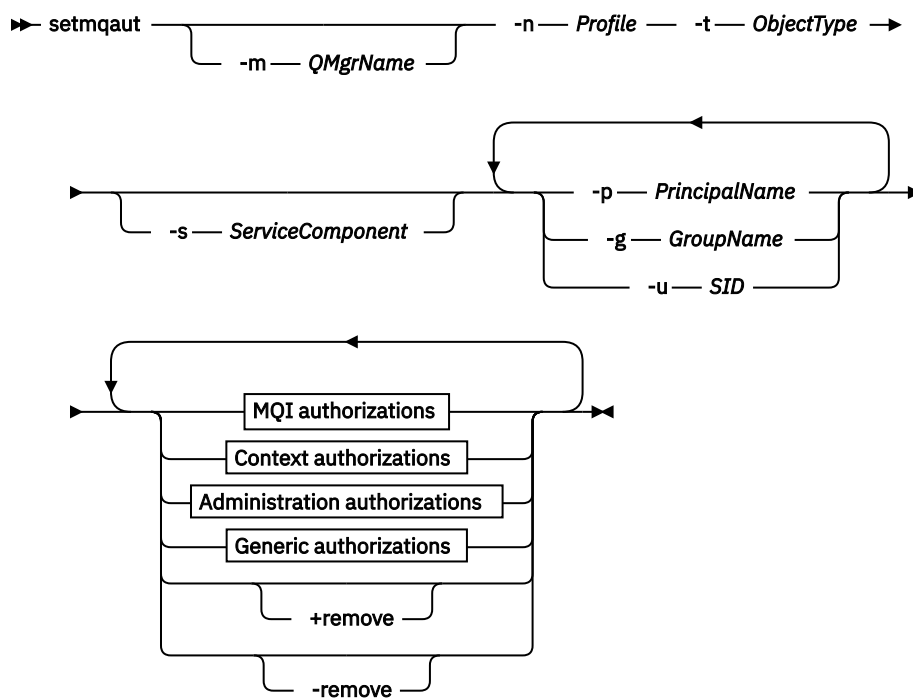 setmqaut -n Profile -t ObjectType
-m QMgrName
-p PrincipalName
-s ServiceComponent
-g GroupName
-u SID
MQI authorizations
Context authorizations
Administration authorizations
Generic authorizations
+remove
-remove